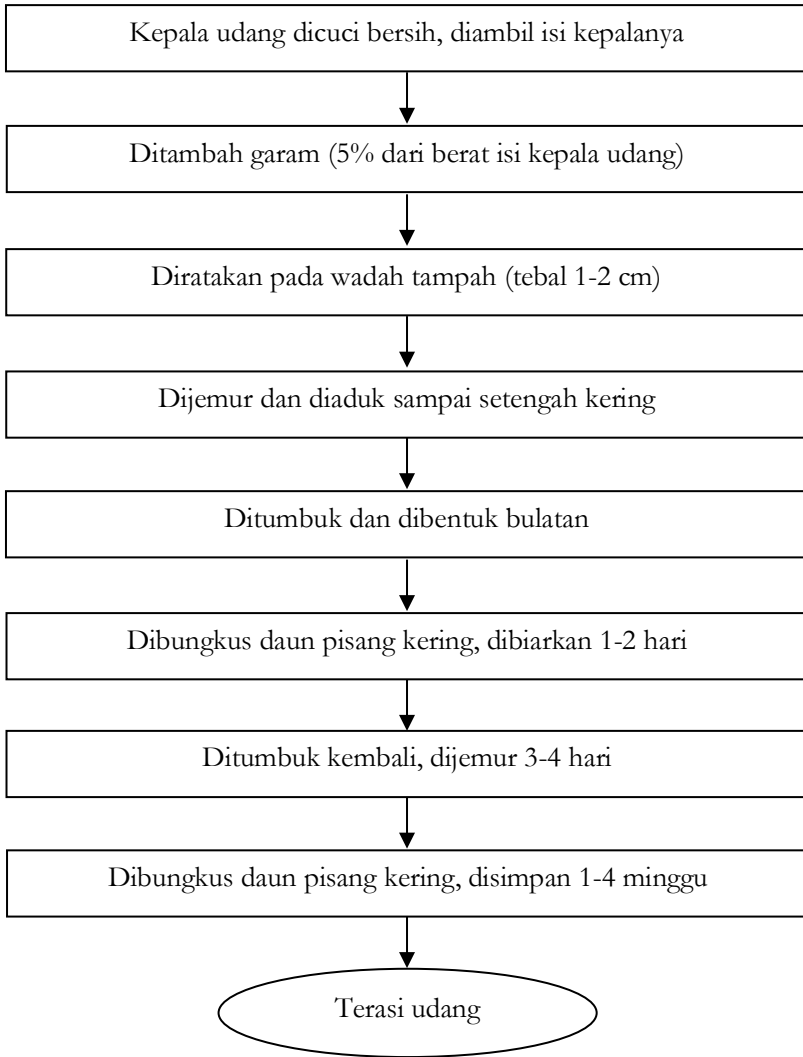 Kepala udang dicuci bersih, diambil isi kepalanya
Ditambah garam (5% dari berat isi kepala udang)
Diratakan pada wadah tampah (tebal 1-2 cm)
Dijemur dan diaduk sampai setengah kering
Ditumbuk dan dibentuk bulatan
Dibungkus daun pisang kering, dibiarkan 1-2 hari
Ditumbuk kembali, dijemur 3-4 hari
Dibungkus daun pisang kering, disimpan 1-4 minggu
Terasi udang